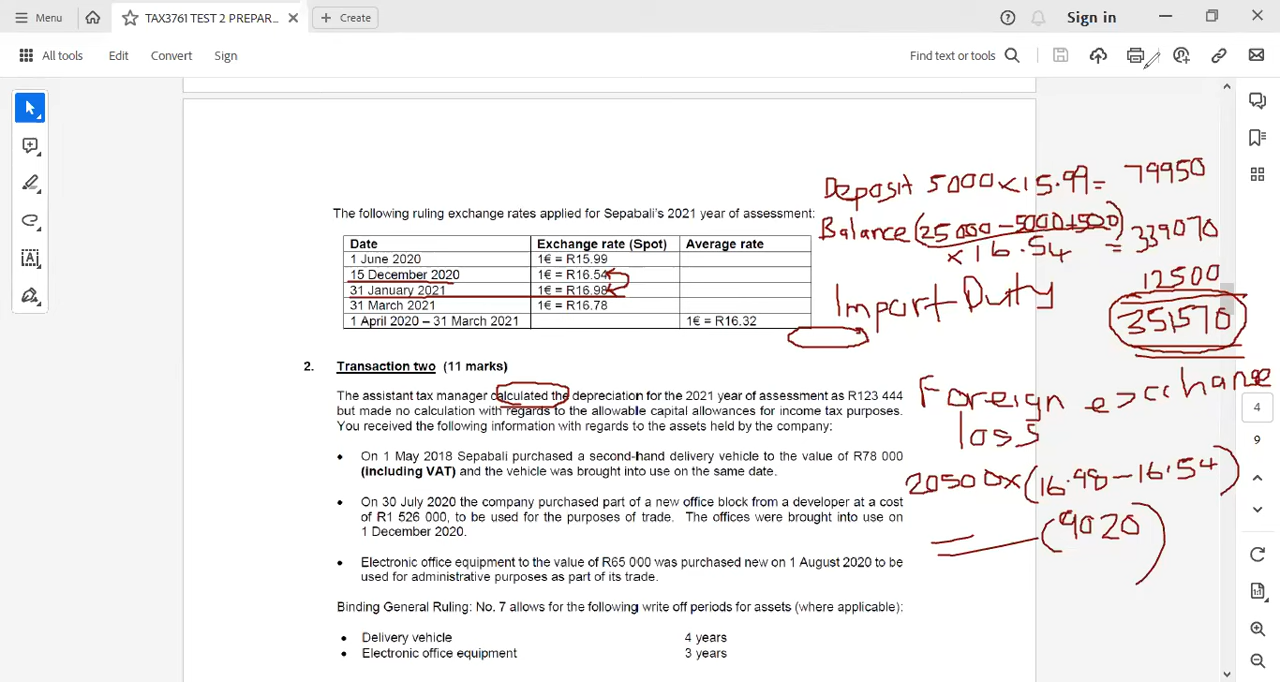 Menu
TAX3761 TEST 2 PREPAR...
Create
Sign in
All tools
Edit
Convert
Sign
Find text or tools
The following ruling exchange rates applied for Sepabali's 2021 year of assessment:
Date Exchange rate (Spot) Average rate
1 June 2020 1€ = R15.99
15 December 2020 1€ = R16.54
31 January 2021 1€ = R16.98
31 March 2021 1€ = R16.78
1 April 2020 – 31 March 2021 1€ = R16.32
Deposit 5000×15.99= 79950
Balance (25000-5000+500)
×16.54 = 339070
Import Duty 12500
351570
2. Transaction two (11 marks)
The assistant tax manager calculated the depreciation for the 2021 year of assessment as R123 444
but made no calculation with regards to the allowable capital allowances for income tax purposes.
You received the following information with regards to the assets held by the company:
• On 1 May 2018 Sepabali purchased a second-hand delivery vehicle to the value of R78 000
(including VAT) and the vehicle was brought into use on the same date.
• On 30 July 2020 the company purchased part of a new office block from a developer at a cost
of R1 526 000, to be used for the purposes of trade. The offices were brought into use on
1 December 2020.
• Electronic office equipment to the value of R65 000 was purchased new on 1 August 2020 to be
used for administrative purposes as part of its trade.
Binding General Ruling: No. 7 allows for the following write off periods for assets (where applicable):
• Delivery vehicle 4 years
• Electronic office equipment 3 years
Foreign exchange
loss
20500×(16.98-16.54)
= (9020)
4
9